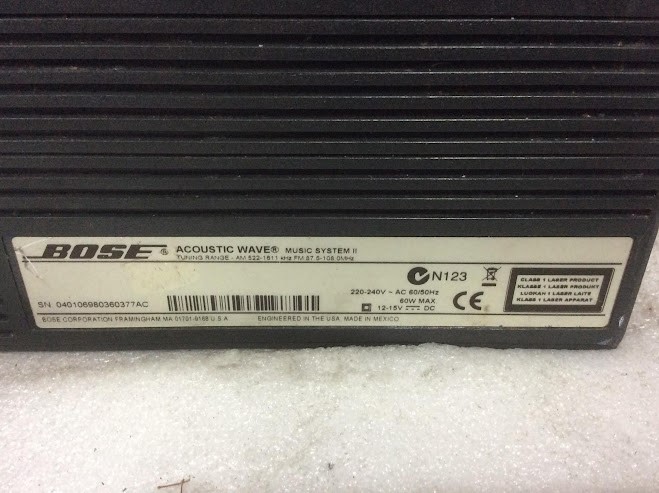 BOSE® ACOUSTIC WAVE® MUSIC SYSTEM II
TUNING RANGE - AM 522-1611 kHz FM 87.5-108.0MHz
N123
220-240V ~ AC 50/60Hz
60W MAX
12-15V DC
CE
CLASS 1 LASER PRODUCT
KLASSE 1 LASER PRODUKT
LUOKAN 1 LASER LAITE
KLASS 1 LASER APPARAT
SN 040106980360377AC
BOSE CORPORATION FRAMINGHAM, MA 01701-9168 U.S.A. ENGINEERED IN THE USA. MADE IN MEXICO